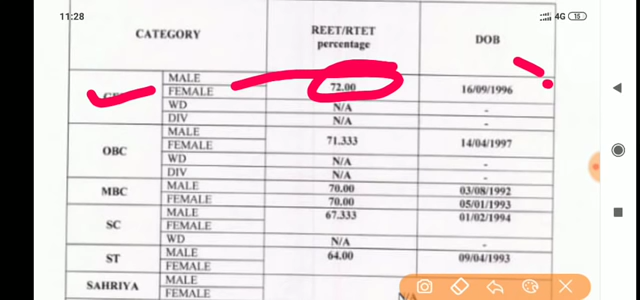 11:28
4G 15
CATEGORY REET/RTET percentage DOB
MALE
FEMALE 72.00 16/09/1996
WD N/A -
DIV N/A -
OBC
MALE
FEMALE 71.333 14/04/1997
WD N/A -
DIV N/A -
MBC
MALE 70.00 03/08/1992
FEMALE 70.00 05/01/1993
SC
MALE 67.333 01/02/1994
FEMALE
WD N/A -
ST
MALE 64.00 09/04/1993
FEMALE
SAHRIYA
MALE
FEMALE N/A